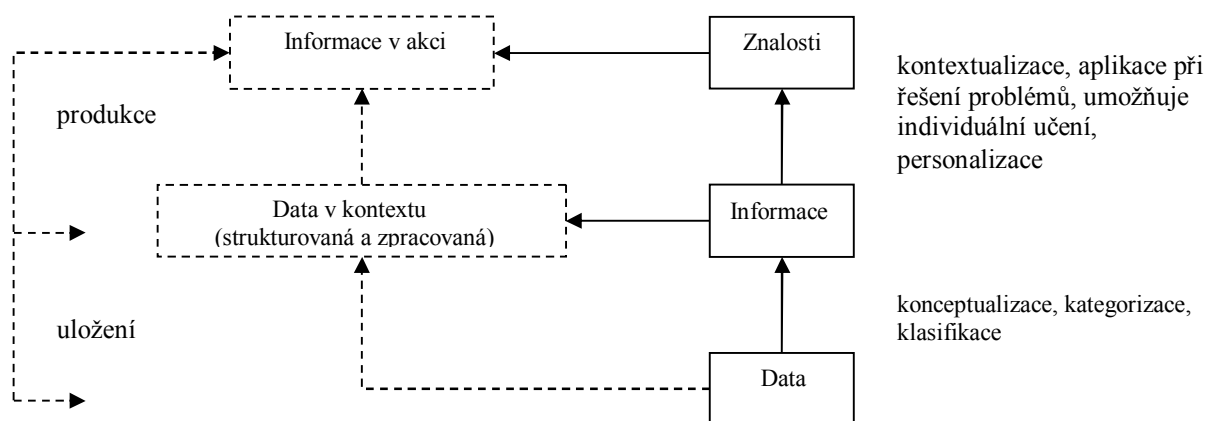 Informace v akci
Znalosti
kontextualizace, aplikace při
řešení problémů, umožňuje
individuální učení,
personalizace
produkce
Data v kontextu
(strukturovaná a zpracovaná)
Informace
uložení
konceptualizace, kategorizace,
klasifikace
Data